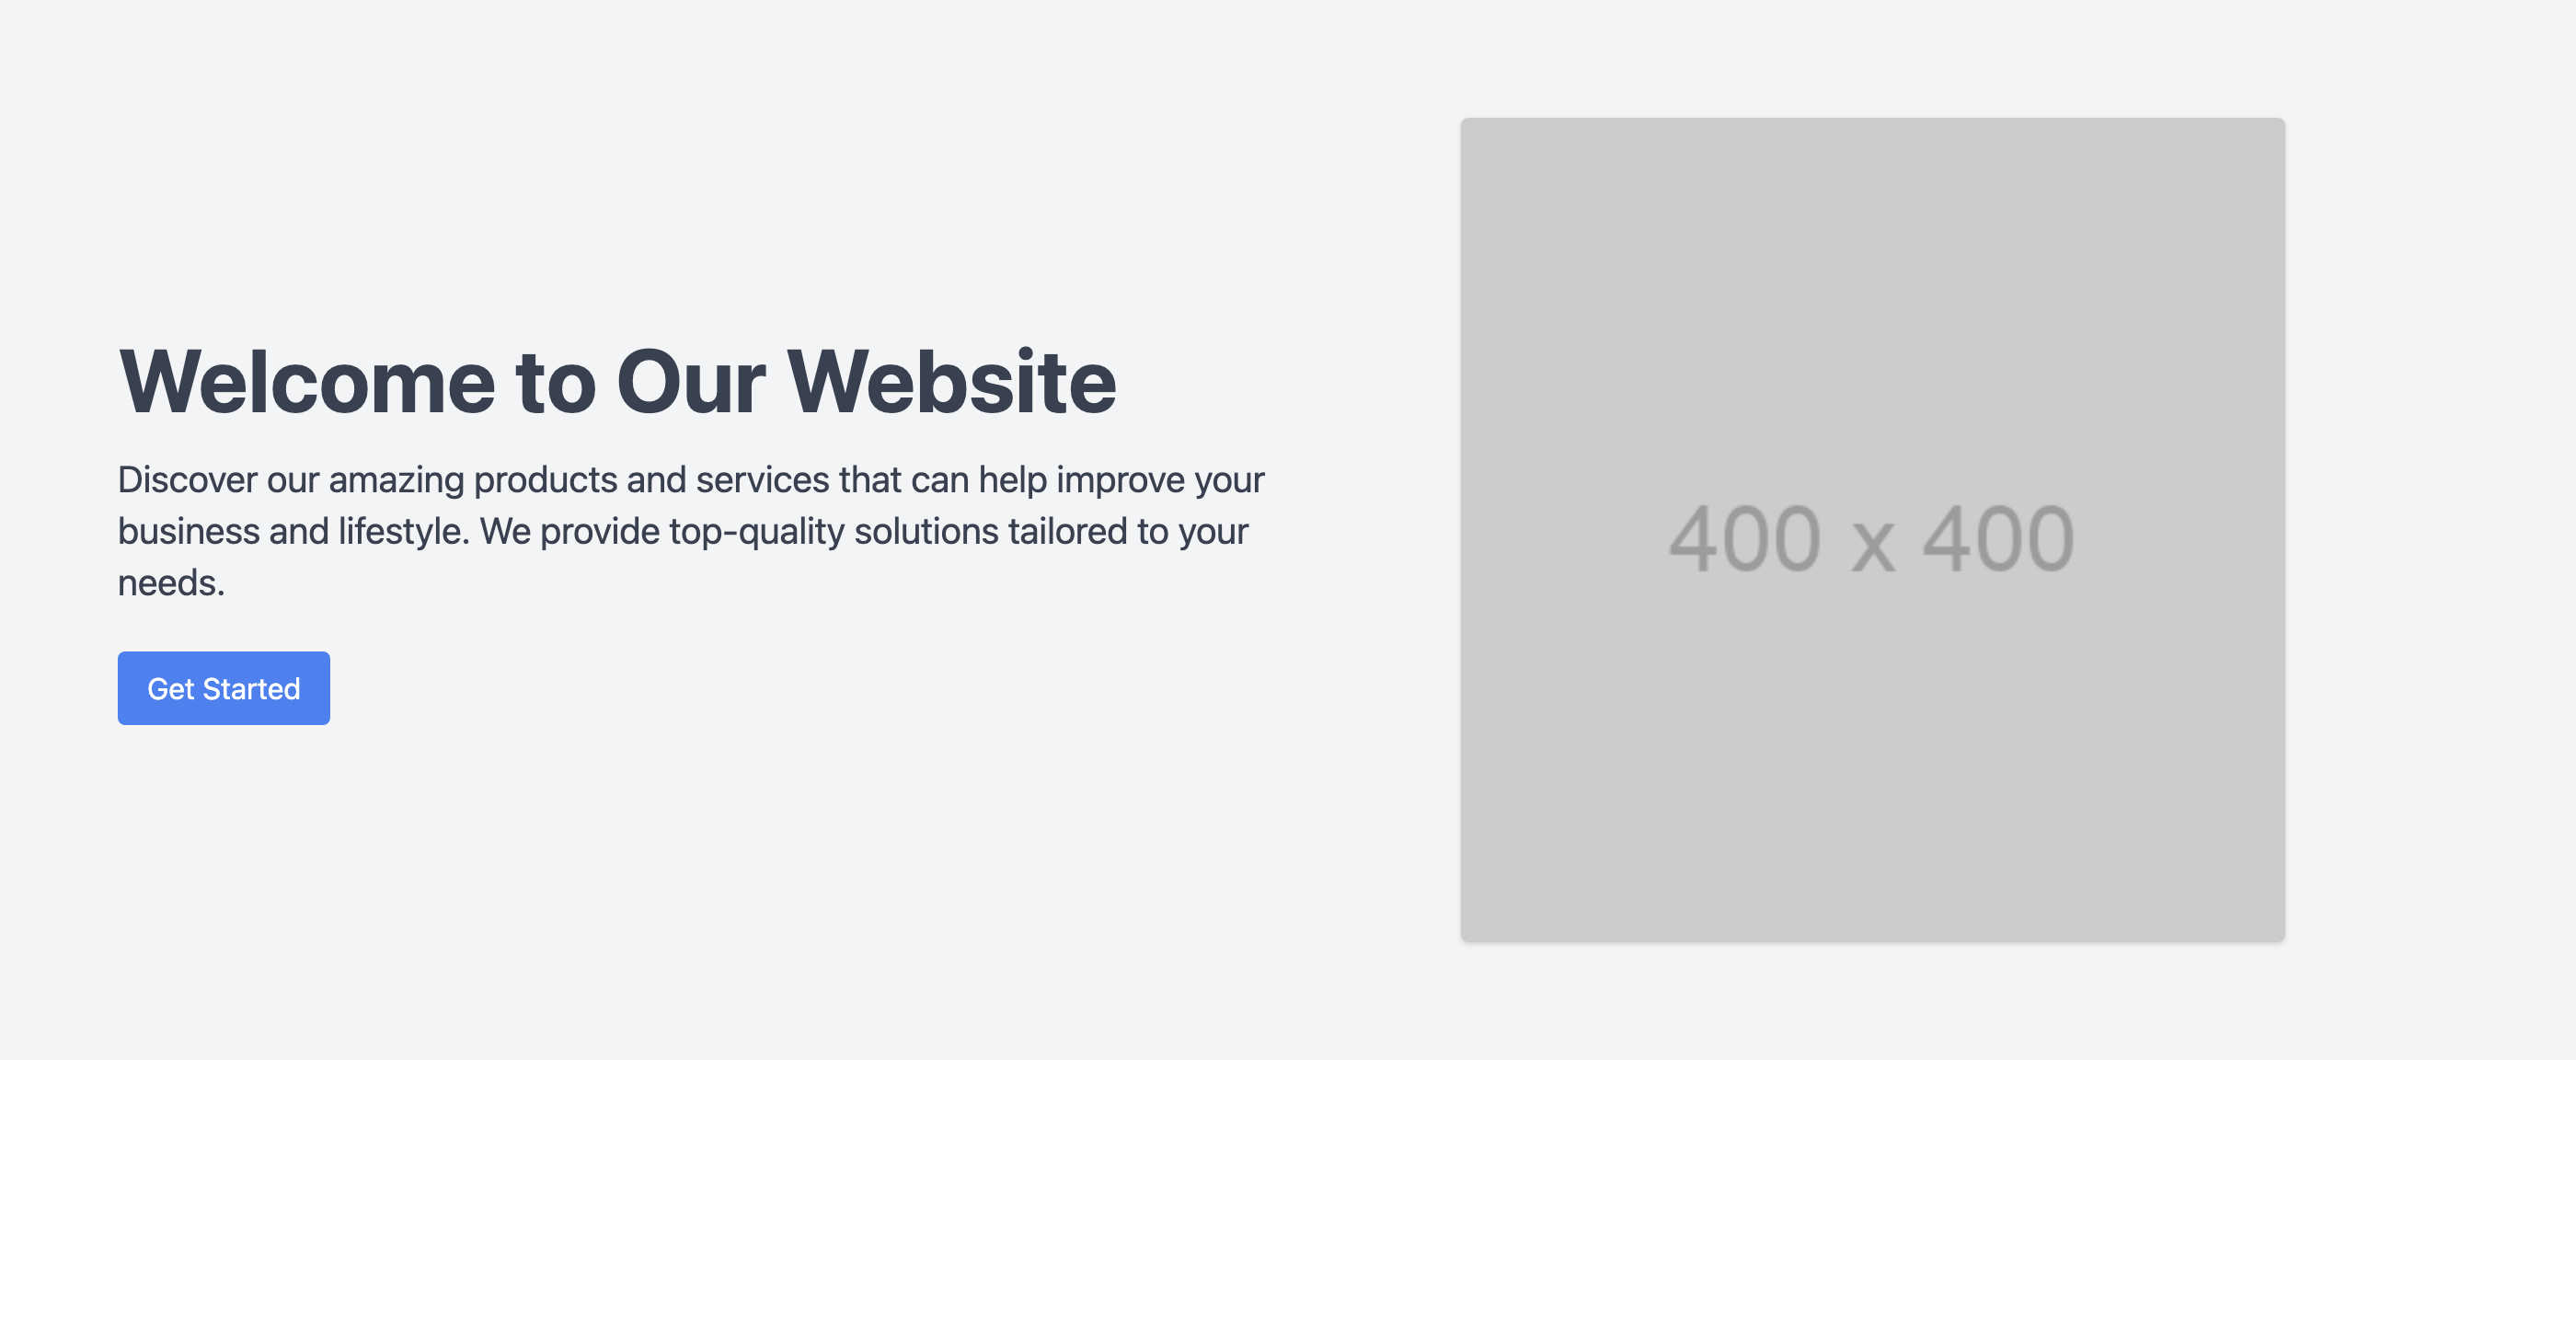 Welcome to Our Website
Discover our amazing products and services that can help improve your
business and lifestyle. We provide top-quality solutions tailored to your
needs.
Get Started
400 x 400